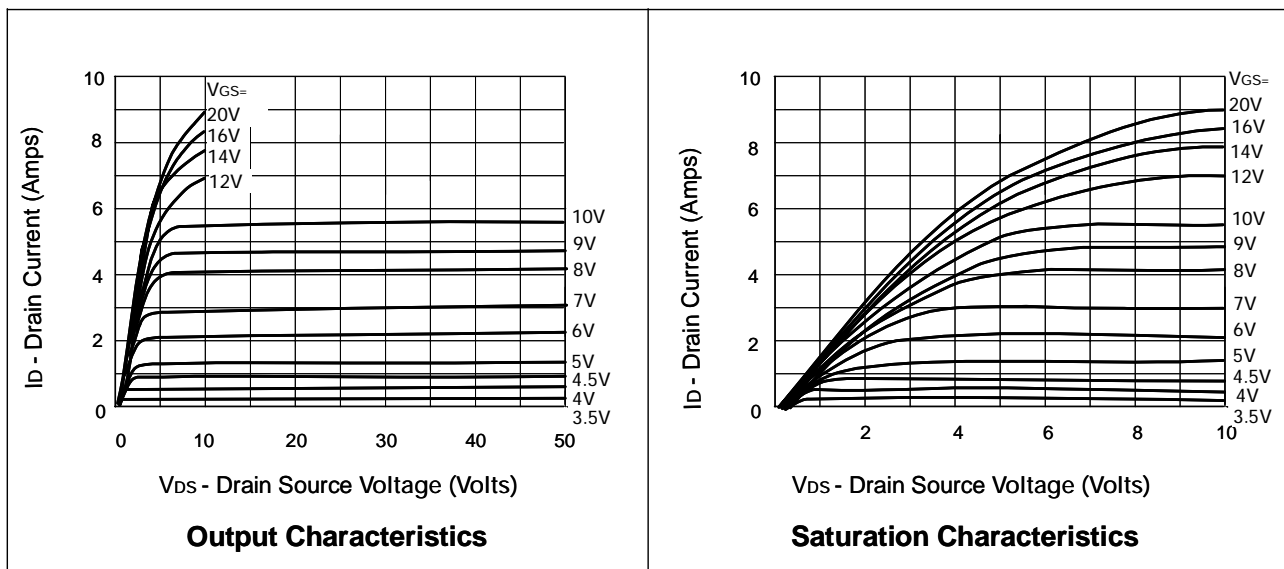 10
8
6
4
2
0
ID - Drain Current (Amps)
VGS=
20V
16V
14V
12V
10V
9V
8V
7V
6V
5V
4.5V
4V
3.5V
0 10 20 30 40 50
VDS - Drain Source Voltage (Volts)
Output Characteristics
10
8
6
4
2
0
ID - Drain Current (Amps)
VGS=
20V
16V
14V
12V
10V
9V
8V
7V
6V
5V
4.5V
4V
3.5V
2 4 6 8 10
VDS - Drain Source Voltage (Volts)
Saturation Characteristics